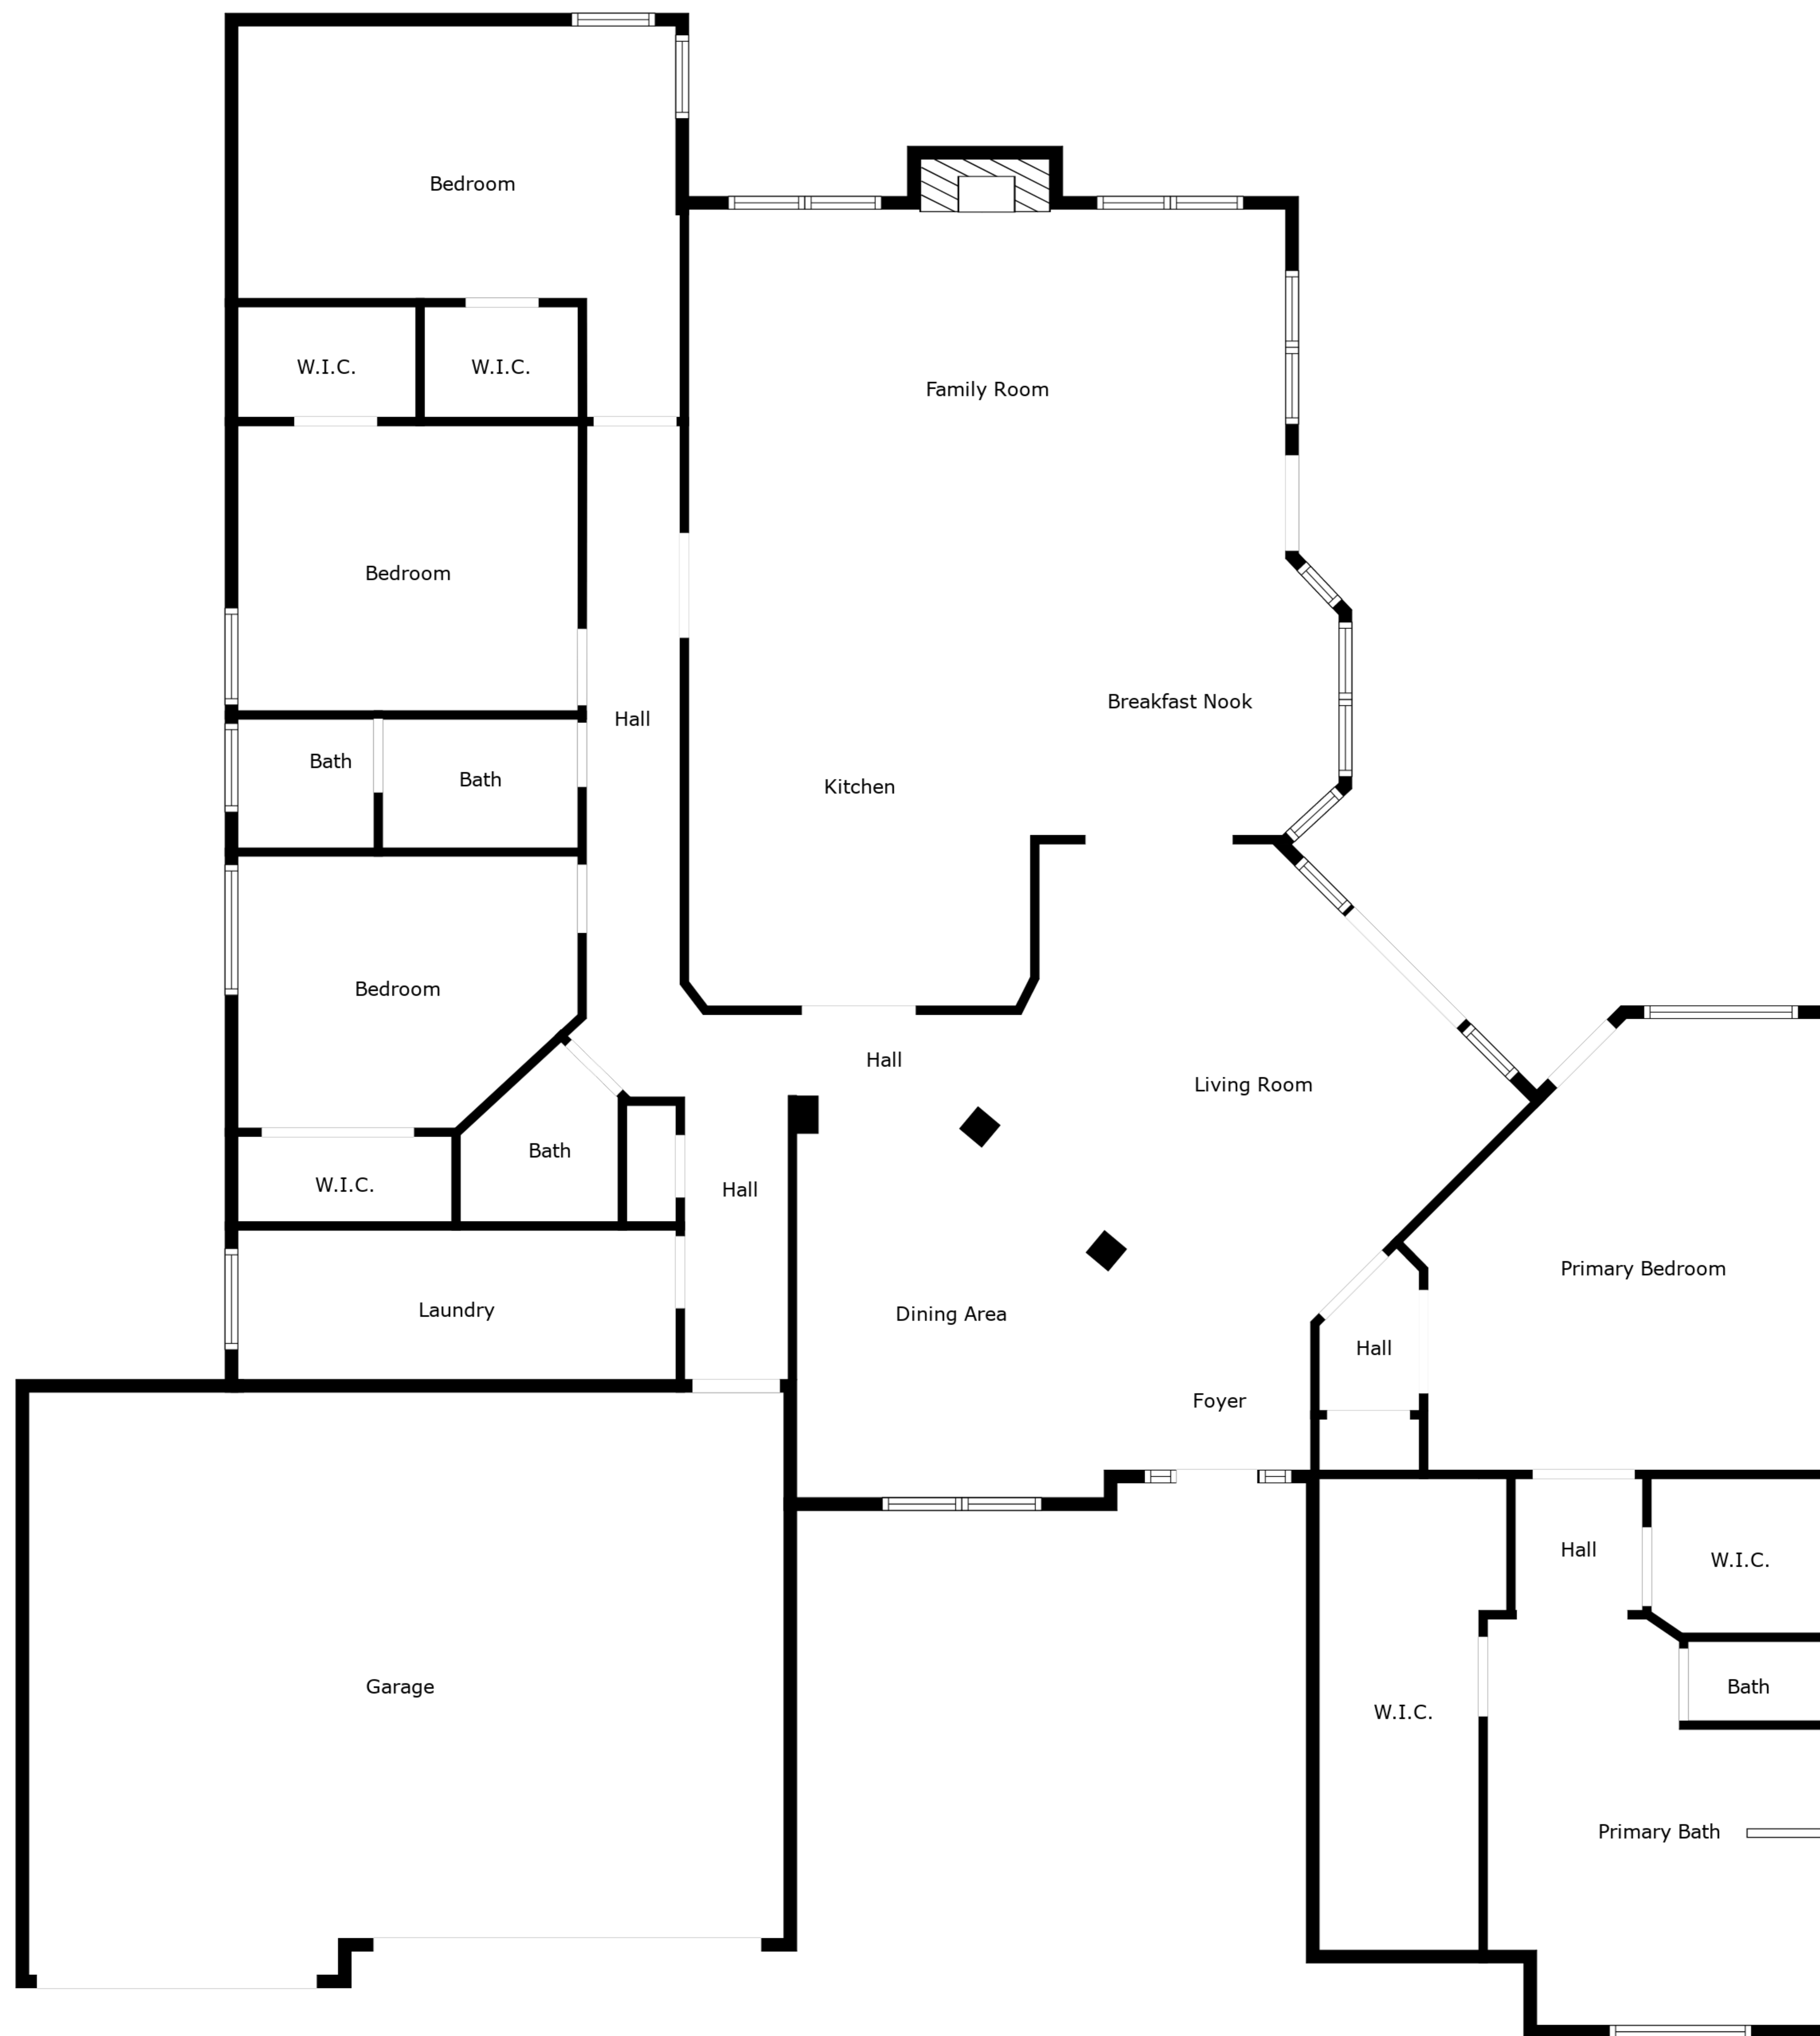 Bedroom
W.I.C.
W.I.C.
Family Room
Bedroom
Breakfast Nook
Hall
Bath
Bath
Kitchen
Bedroom
Hall
Living Room
Bath
W.I.C.
Hall
Primary Bedroom
Laundry
Dining Area
Hall
Foyer
Hall
W.I.C.
Garage
Bath
W.I.C.
Primary Bath